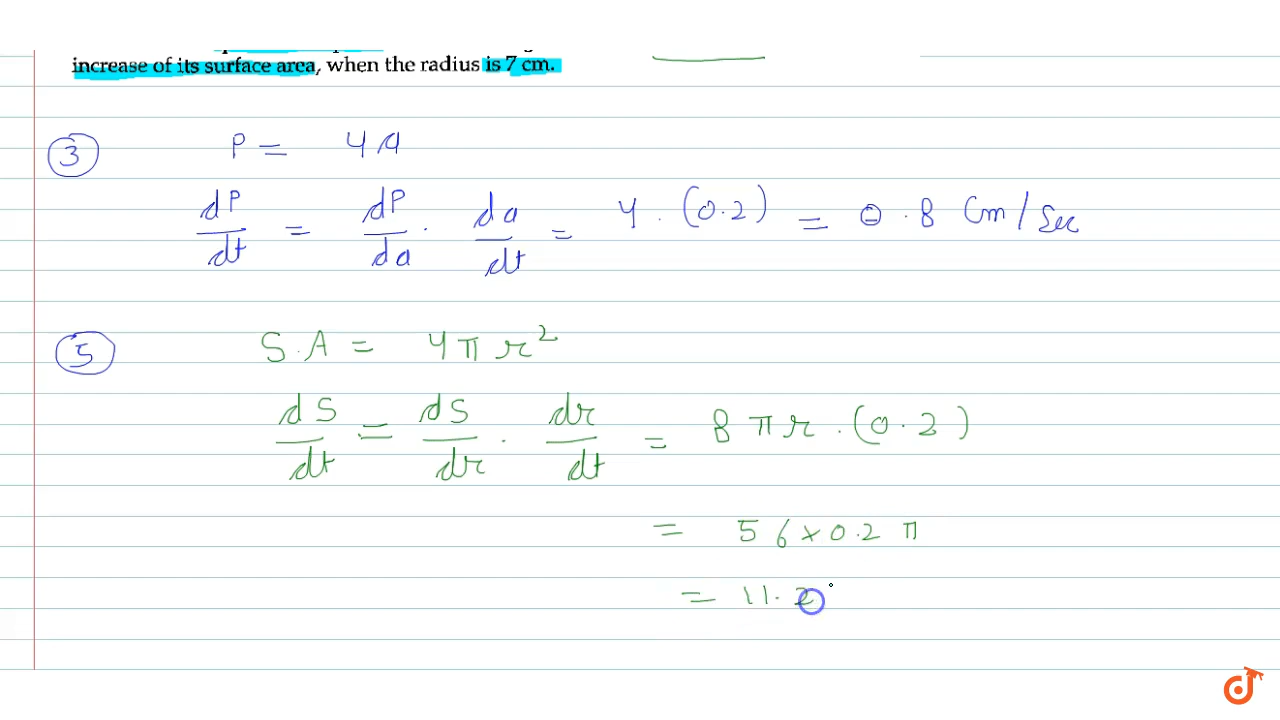 increase of its surface area, when the radius is 7 cm.
3 P = 4a
dP/dt = dP/da · da/dt = 4 · (0.2) = 0.8 cm/sec
5 S.A = 4πr²
dS/dt = dS/dr · dr/dt = 8πr · (0.2)
= 56 × 0.2 π
= 11.2